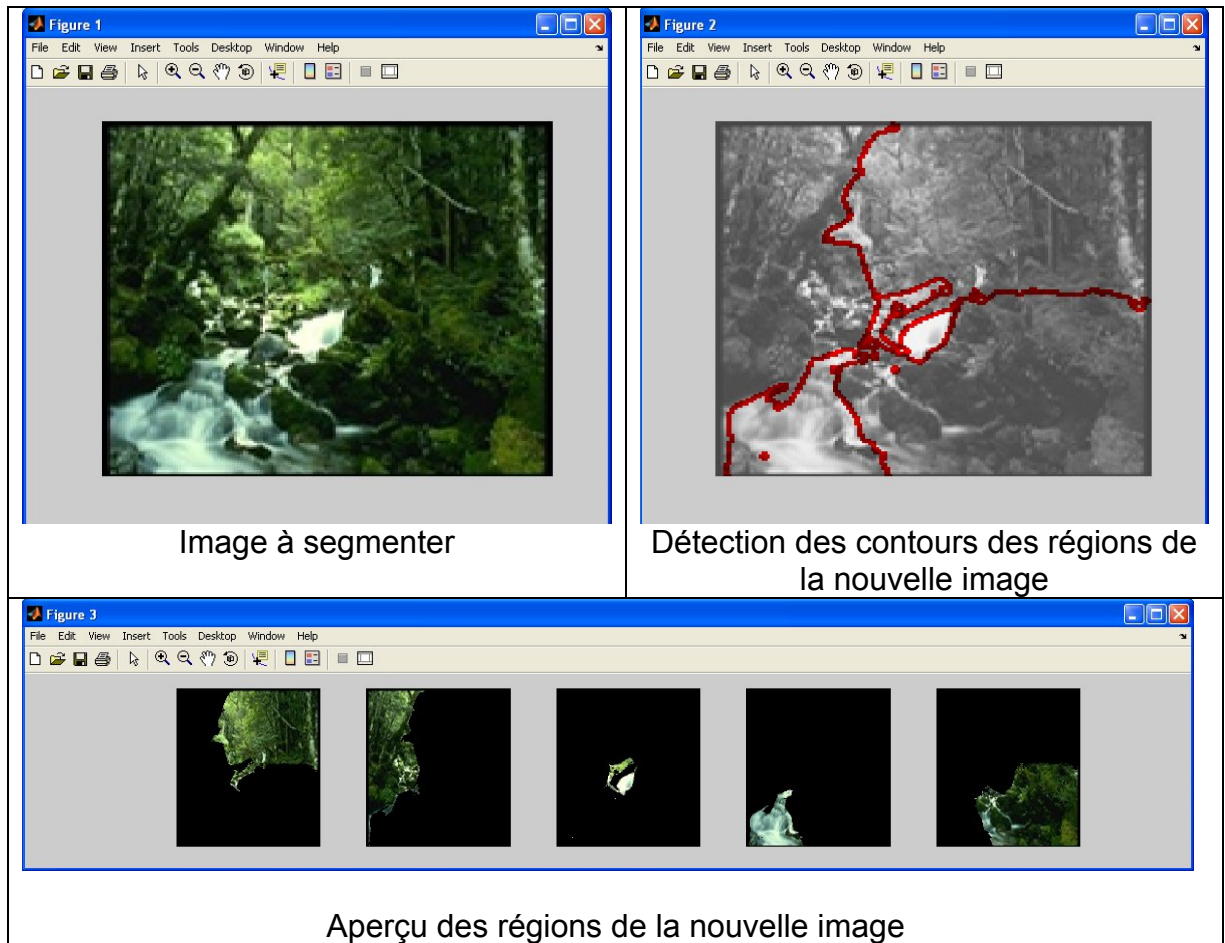 Figure 1
File Edit View Insert Tools Desktop Window Help
Image à segmenter
Figure 2
File Edit View Insert Tools Desktop Window Help
Détection des contours des régions de
la nouvelle image
Figure 3
File Edit View Insert Tools Desktop Window Help
Aperçu des régions de la nouvelle image